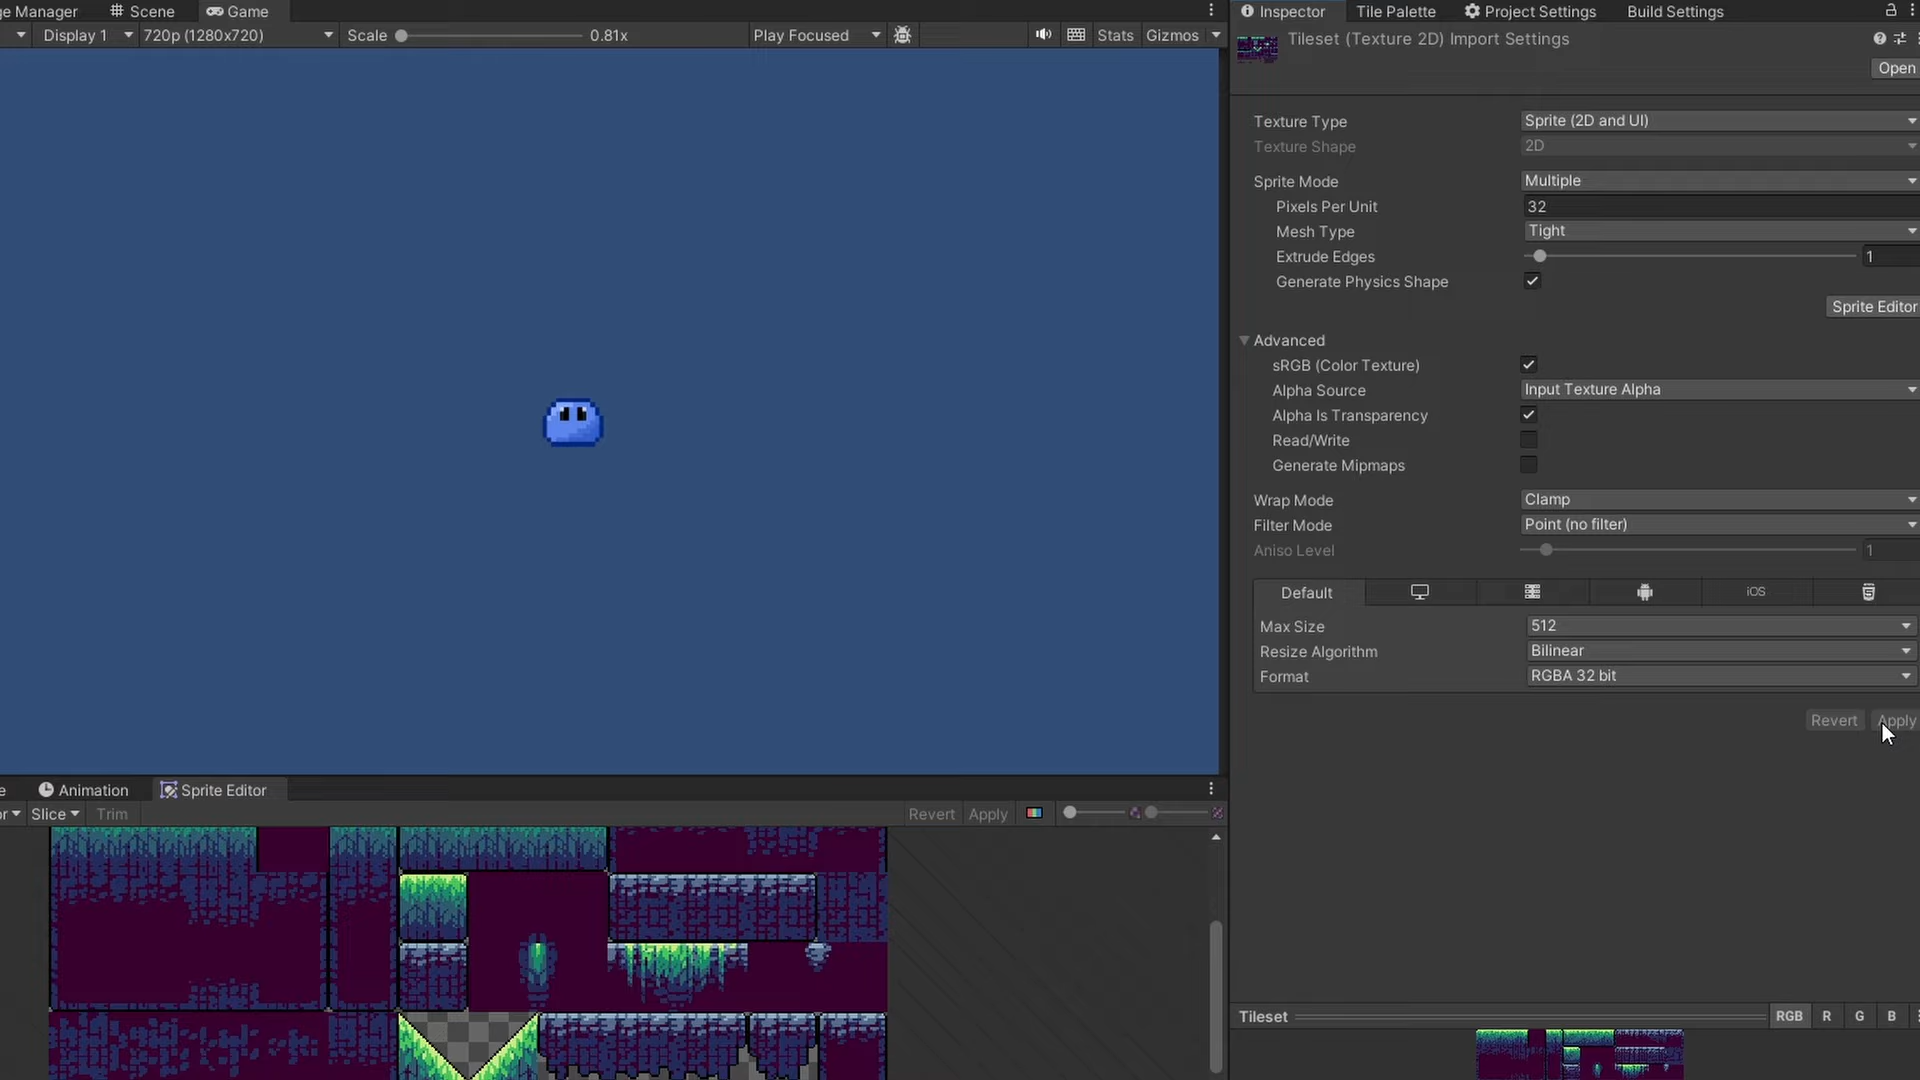 ge Manager Scene Game
Display 1 720p (1280x720) Scale 0.81x Play Focused Stats Gizmos
Inspector Tile Palette Project Settings Build Settings
Tileset (Texture 2D) Import Settings
Open
Texture Type Sprite (2D and UI)
Texture Shape 2D
Sprite Mode Multiple
Pixels Per Unit 32
Mesh Type Tight
Extrude Edges 1
Generate Physics Shape
Sprite Editor
Advanced
sRGB (Color Texture)
Alpha Source Input Texture Alpha
Alpha Is Transparency
Read/Write
Generate Mipmaps
Wrap Mode Clamp
Filter Mode Point (no filter)
Aniso Level 1
Default iOS
Max Size 512
Resize Algorithm Bilinear
Format RGBA 32 bit
Revert Apply
e Animation Sprite Editor
or Slice Trim Revert Apply
Tileset RGB R G B